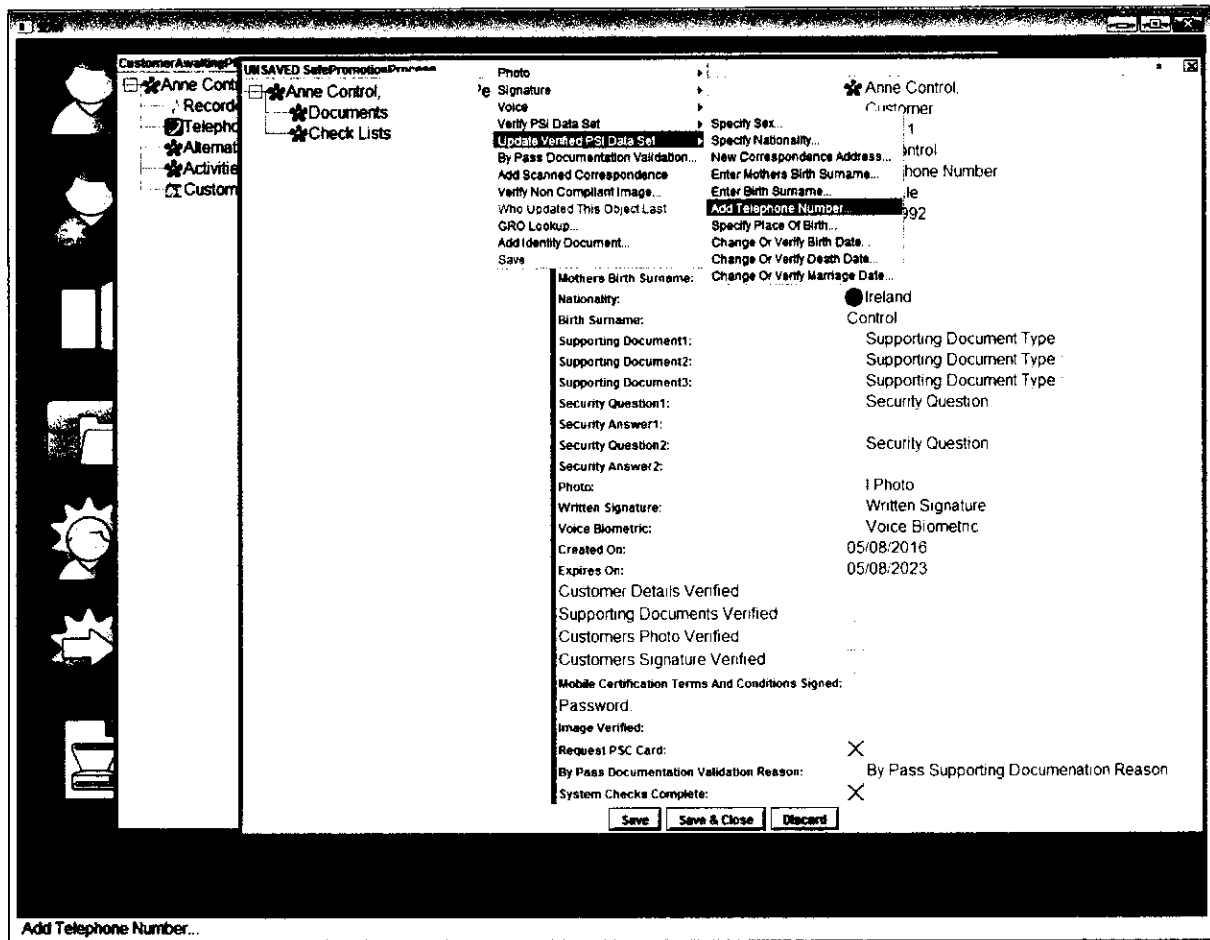 CustomerAwaitingPS
Anne Cont
Recorde
Telepho
Alternat
Activitie
Custom
UNSAVED SafePromotionProcess
Anne Control,
Documents
Check Lists
Photo
Signature
Voice
Verify PSI Data Set
Update Verified PSI Data Set
By Pass Documentation Validation...
Add Scanned Correspondence
Verify Non Compliant Image...
Who Updated This Object Last
GRO Lookup...
Add Identity Document...
Save
Specify Sex...
Specify Nationality...
New Correspondence Address...
Enter Mothers Birth Surname...
Enter Birth Surname...
Add Telephone Number...
Specify Place Of Birth...
Change Or Verify Birth Date...
Change Or Verify Death Date...
Change Or Verify Marriage Date...
Anne Control,
Customer
1
ontrol
hone Number
le
992
Mothers Birth Surname:
Nationality: Ireland
Birth Surname: Control
Supporting Document1: Supporting Document Type
Supporting Document2: Supporting Document Type
Supporting Document3: Supporting Document Type
Security Question1: Security Question
Security Answer1:
Security Question2: Security Question
Security Answer2:
Photo: Photo
Written Signature: Written Signature
Voice Biometric: Voice Biometric
Created On: 05/08/2016
Expires On: 05/08/2023
Customer Details Verified
Supporting Documents Verified
Customers Photo Verified
Customers Signature Verified
Mobile Certification Terms And Conditions Signed:
Password:
Image Verified:
Request PSC Card:
By Pass Documentation Validation Reason: By Pass Supporting Documenation Reason
System Checks Complete:
Save Save & Close Discard
Add Telephone Number...